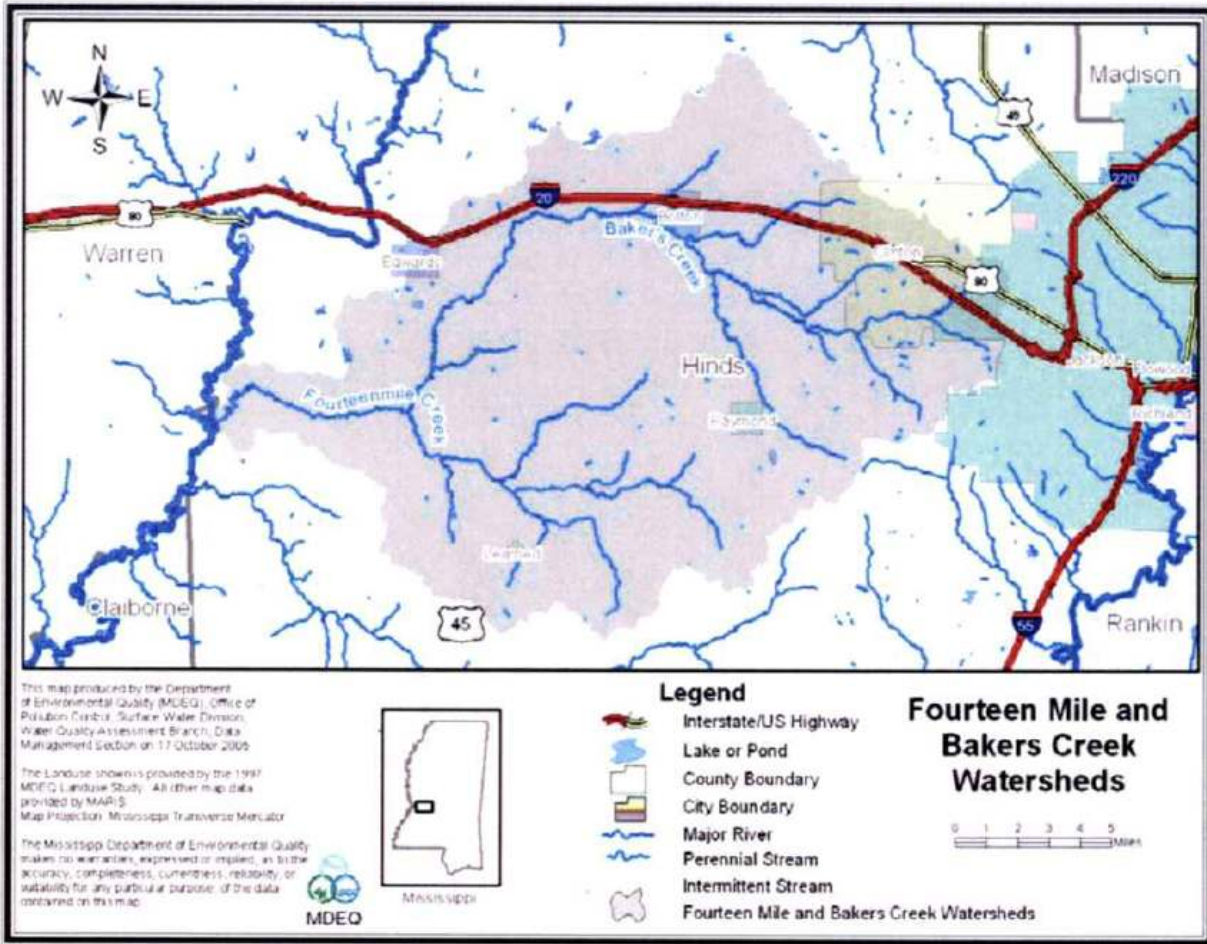 N
W E
S
Madison
45
220
20
80
Warren
Bolton
Baker's Creek
Edwards
Clinton
80
Hinds
Jackson
Flowood
Fourteenmile Creek
Raymond
Richland
Learned
Claiborne
45
55
Rankin
This map produced by the Department
of Environmental Quality (MDEQ), Office of
Pollution Control, Surface Water Division,
Water Quality Assessment Branch, Data
Management Section on 17 October 2006
The Landuse shown is provided by the 1997
MDEQ Landuse Study. All other map data
provided by MARIS
Map Projection: Mississippi Transverse Mercator
The Mississippi Department of Environmental Quality
makes no warranties, expressed or implied, as to the
accuracy, completeness, currentness, reliability, or
suitability for any particular purpose, of the data
contained on this map.
MDEQ
Mississippi
Legend
Interstate/US Highway
Lake or Pond
County Boundary
City Boundary
Major River
Perennial Stream
Intermittent Stream
Fourteen Mile and Bakers Creek Watersheds
Fourteen Mile and
Bakers Creek
Watersheds
0 1 2 3 4 5
Miles